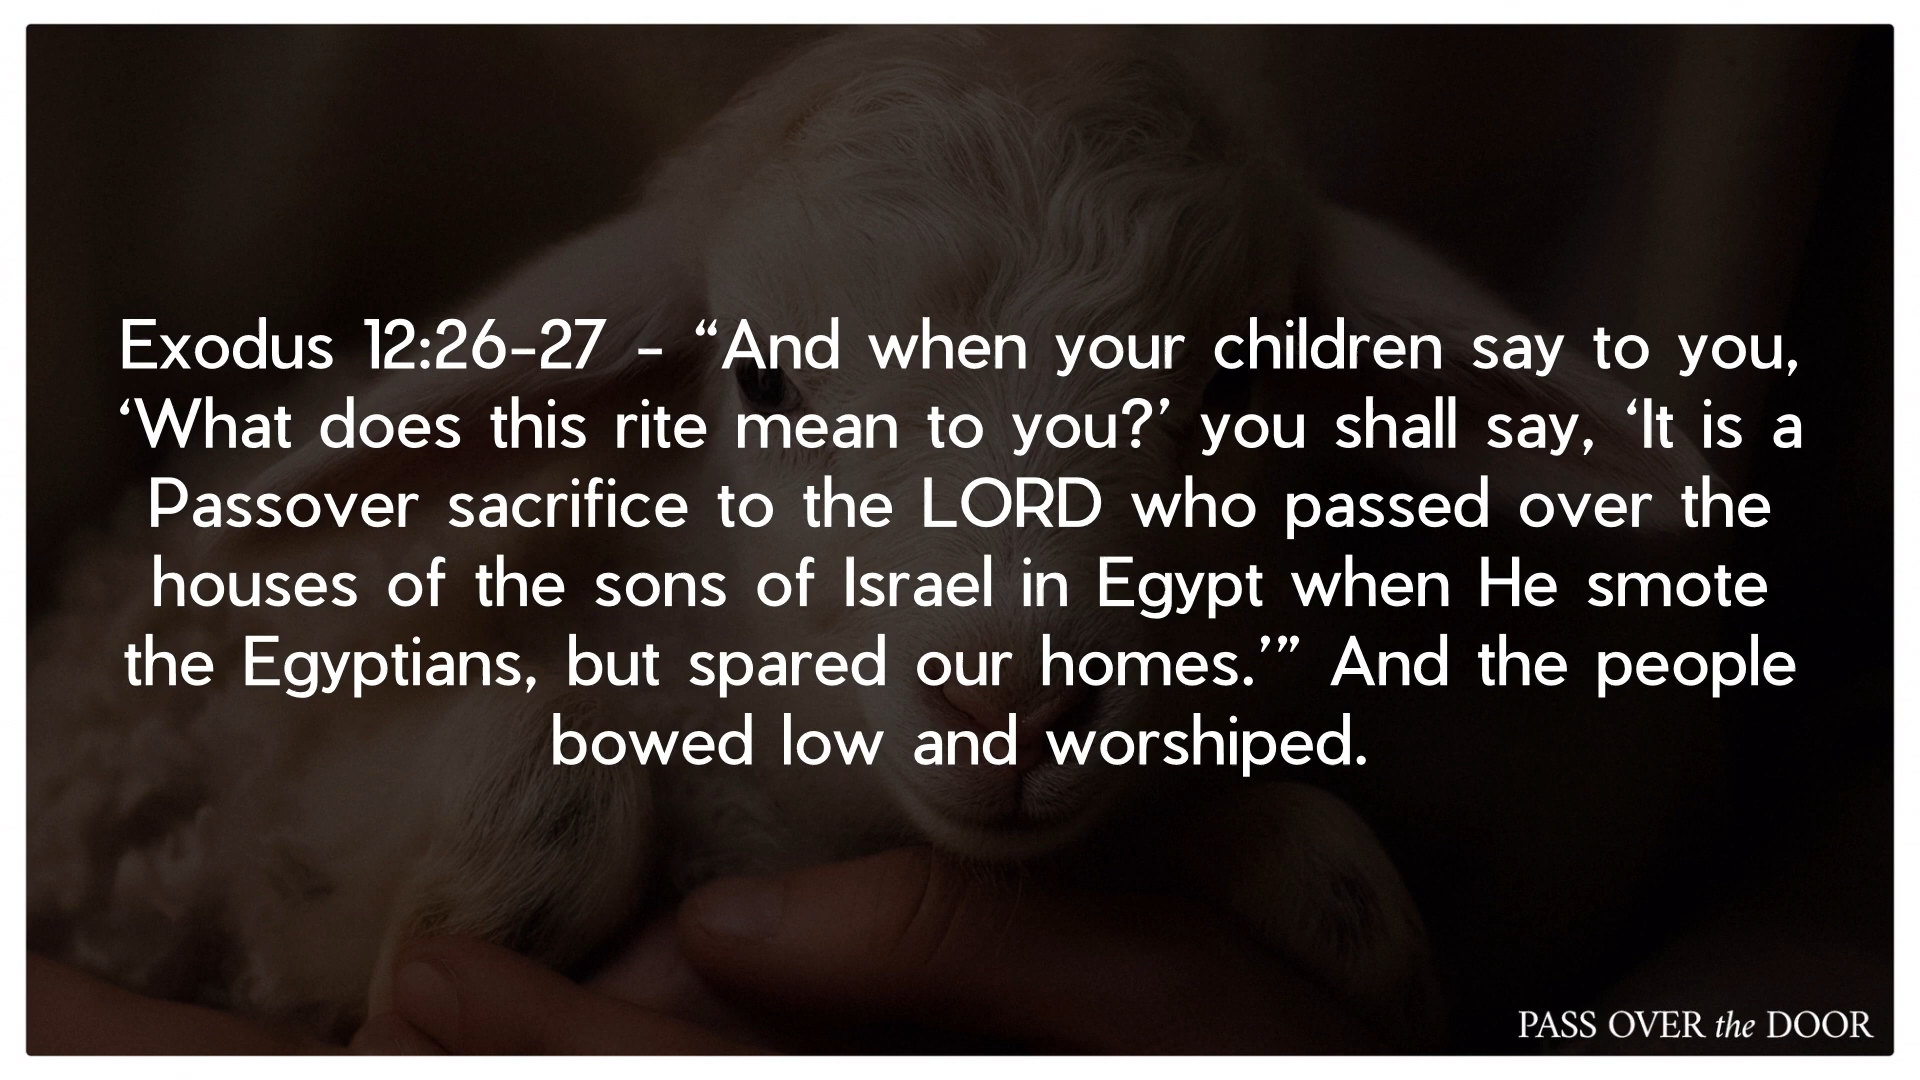 Exodus 12:26-27 - “And when your children say to you,
‘What does this rite mean to you?’ you shall say, ‘It is a
Passover sacrifice to the LORD who passed over the
houses of the sons of Israel in Egypt when He smote
the Egyptians, but spared our homes.’” And the people
bowed low and worshiped.
PASS OVER the DOOR